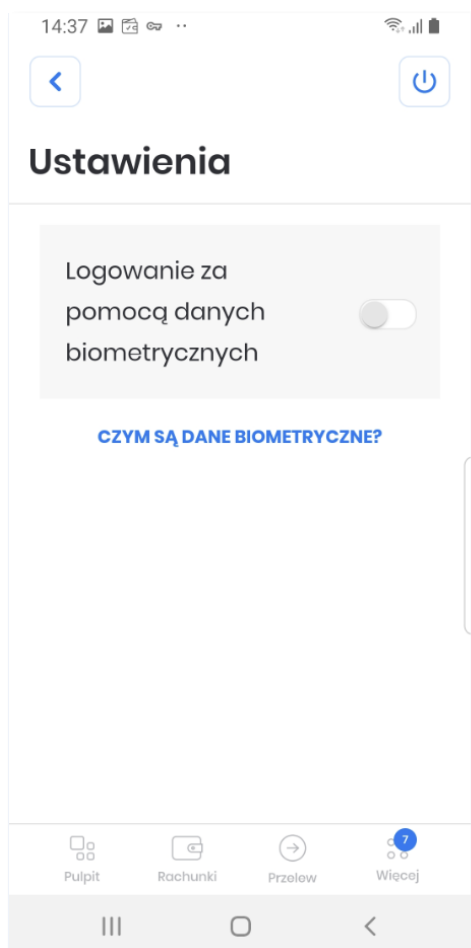 14:37
Ustawienia
Logowanie za
pomocą danych
biometrycznych
CZYM SĄ DANE BIOMETRYCZNE?
7
Pulpit Rachunki Przelew Więcej